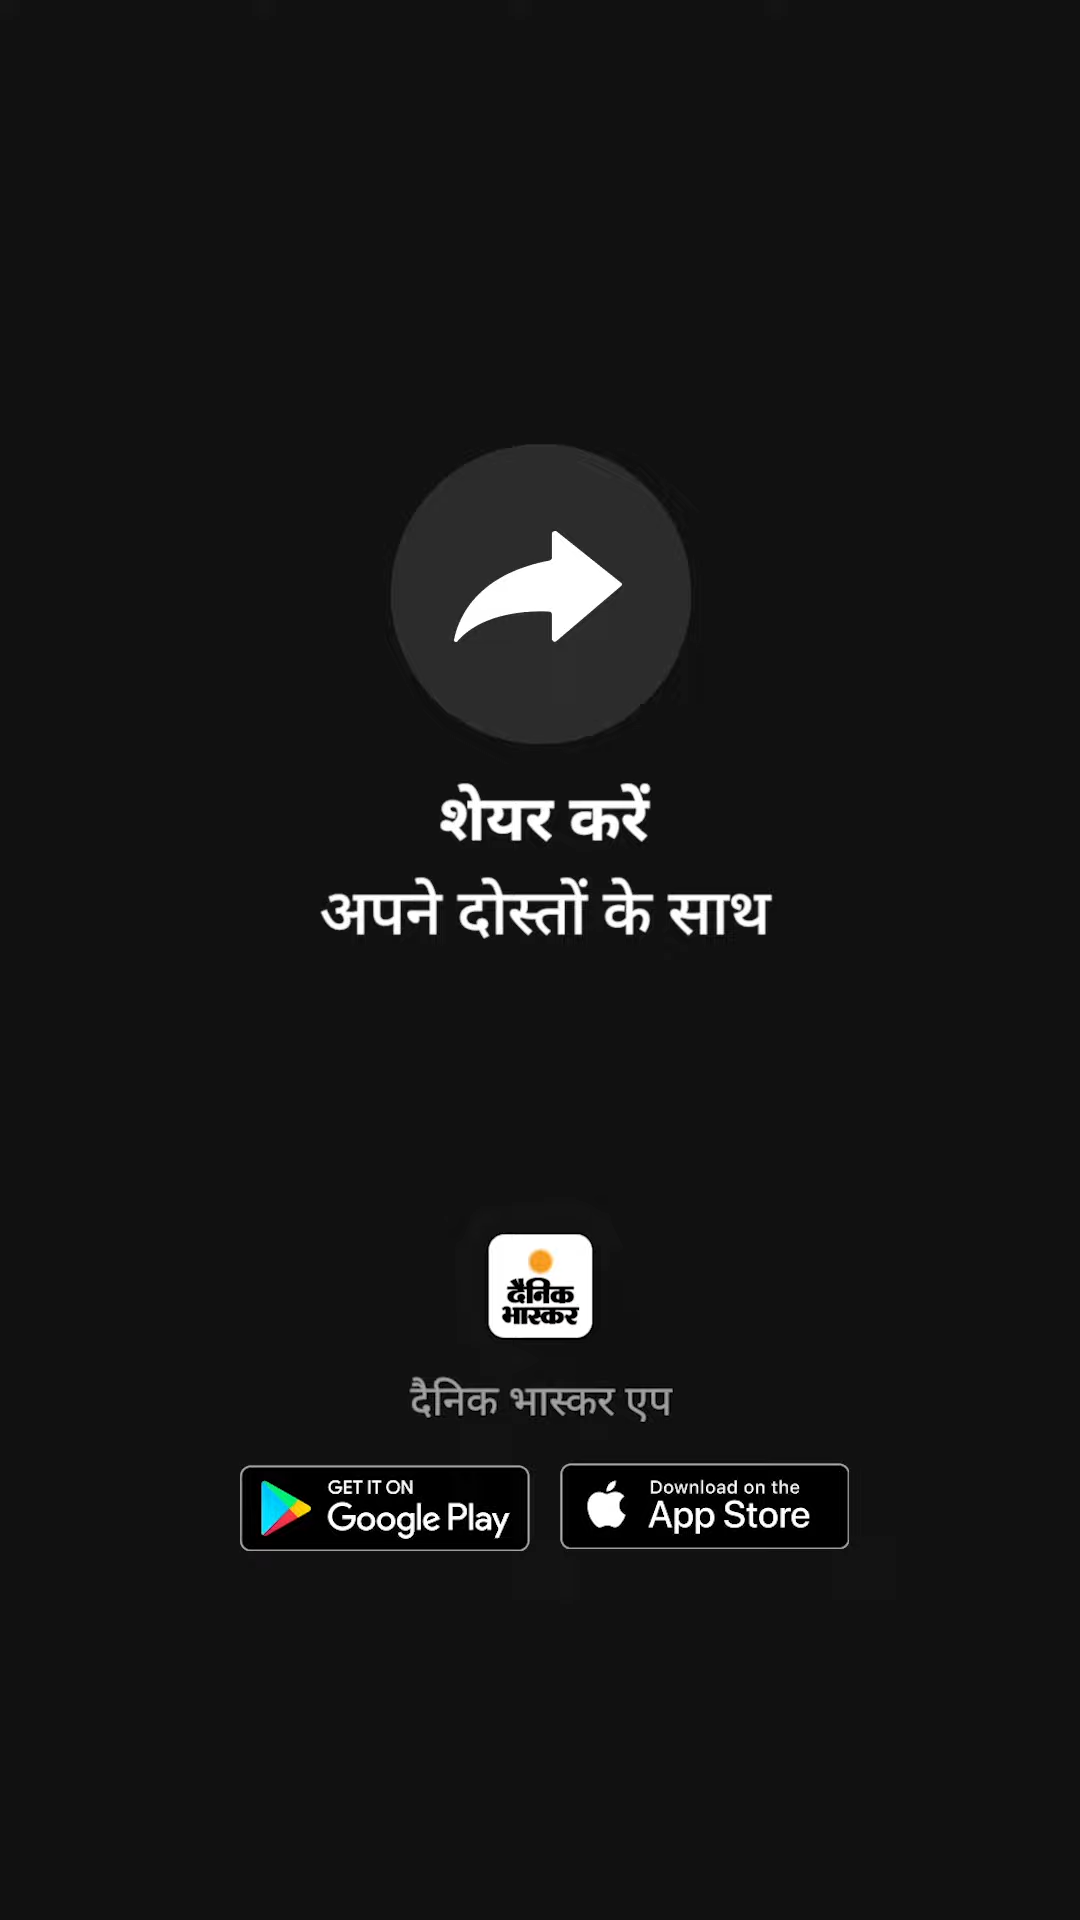 शेयर करें
अपने दोस्तों के साथ
दैनिक
भास्कर
दैनिक भास्कर एप
GET IT ON
Google Play
Download on the
App Store